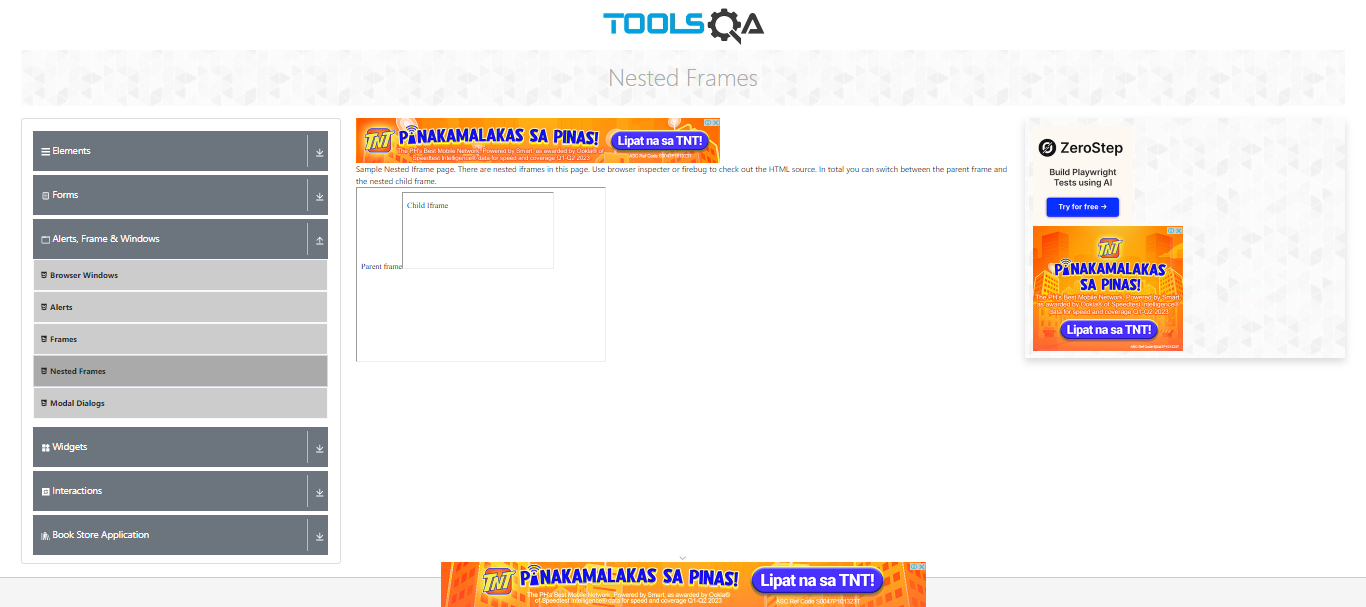 TOOLSQA
Nested Frames
Elements
Forms
Alerts, Frame & Windows
Browser Windows
Alerts
Frames
Nested Frames
Modal Dialogs
Widgets
Interactions
Book Store Application
TNT PINAKAMALAKAS SA PINAS! Lipat na sa TNT!
The PH's Best Mobile Network, Powered by Smart, as awarded by Ookla® of
Speedtest Intelligence® data for speed and coverage Q1-Q2 2023
Sample Nested Iframe page. There are nested iframes in this page. Use browser inspector or firebug to check out the HTML source. In total you can switch between the parent frame and
the nested child frame.
Child Iframe
Parent frame
ZeroStep
Build Playwright
Tests using AI
Try for free →
TNT
PINAKAMALAKAS
SA PINAS!
The PH's Best Mobile Network, Powered by Smart,
as awarded by Ookla® of Speedtest Intelligence®
data for speed and coverage Q1-Q2 2023
Lipat na sa TNT!
TNT PINAKAMALAKAS SA PINAS! Lipat na sa TNT!
The PH's Best Mobile Network, Powered by Smart, as awarded by Ookla®
of Speedtest Intelligence® data for speed and coverage Q1-Q2 2023